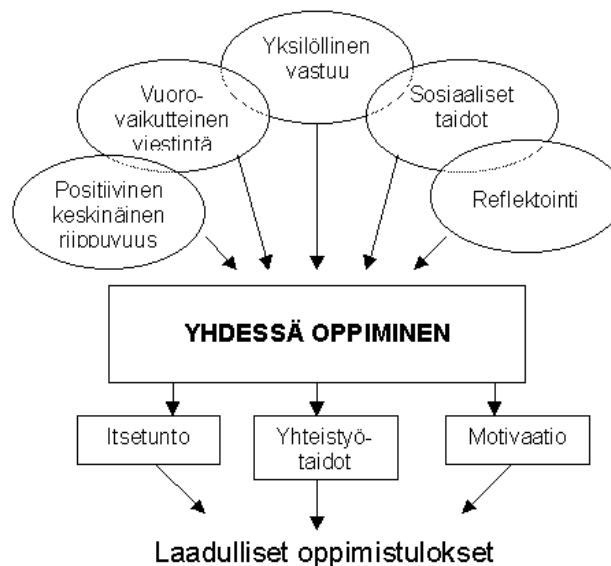 Yksilöllinen
vastuu
Vuoro-
vaikutteinen
viestintä
Sosiaaliset
taidot
Positiivinen
keskinäinen
riippuvuus
Reflektointi
YHDESSÄ OPPIMINEN
Itsetunto
Yhteistyö-
taidot
Motivaatio
Laadulliset oppimistulokset